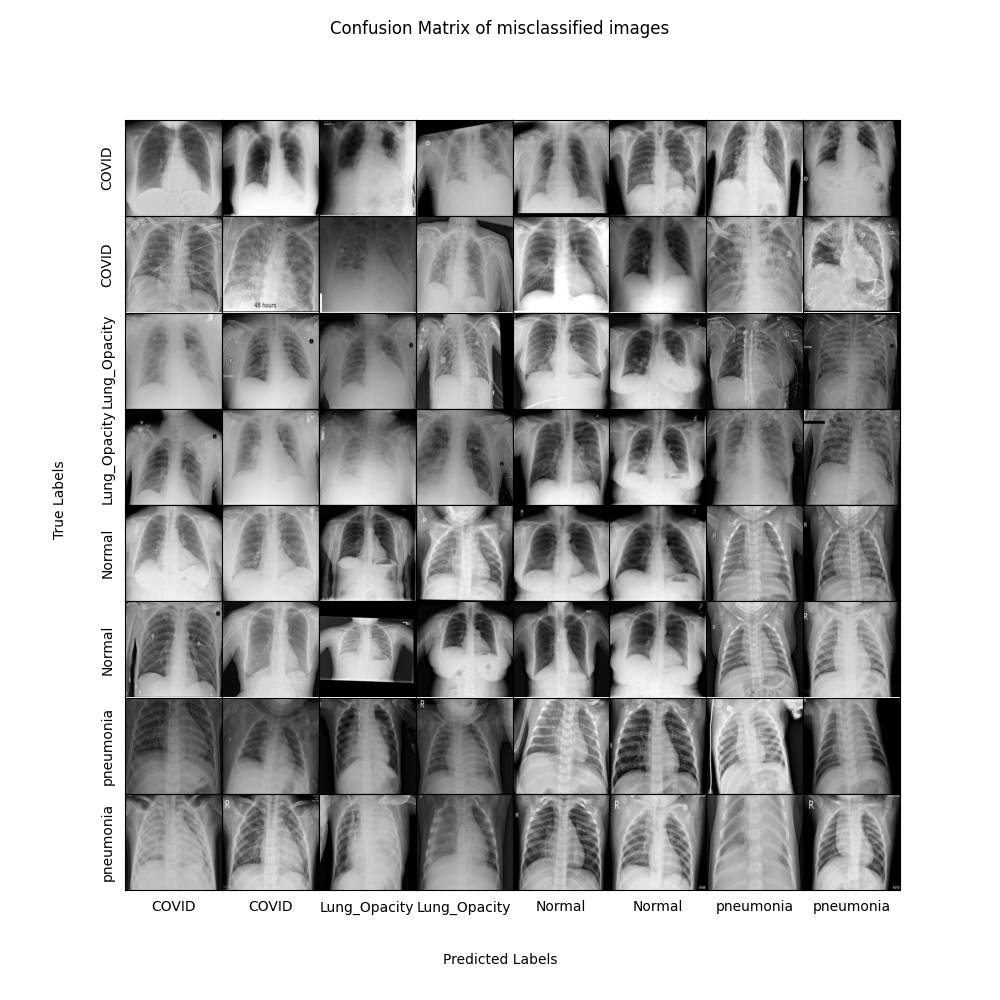 Confusion Matrix of misclassified images
COVID
COVID
48 hours
Lung_Opacity
Lung_Opacity
True Labels
Normal
R
R
R
Normal
R
pneumonia
R
pneumonia
R
R
R
COVID COVID Lung_Opacity Lung_Opacity Normal Normal pneumonia pneumonia
Predicted Labels